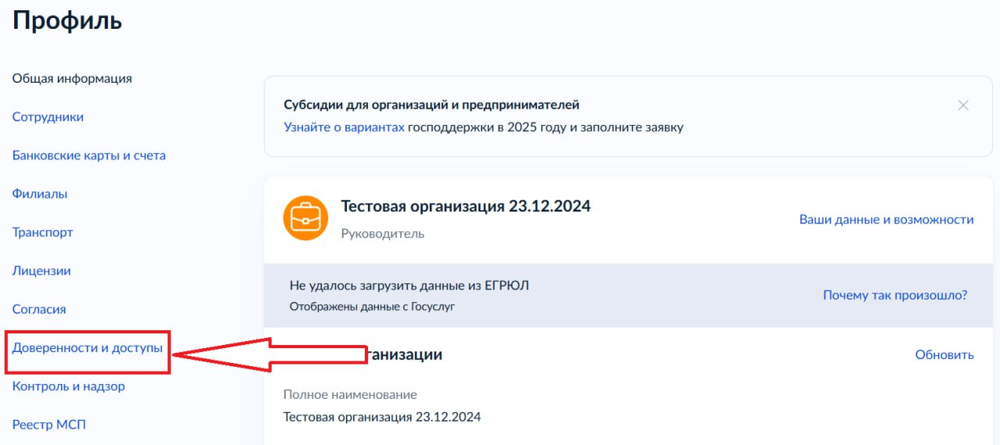 Профиль
Общая информация
Сотрудники
Банковские карты и счета
Филиалы
Транспорт
Лицензии
Согласия
Доверенности и доступы
Контроль и надзор
Реестр МСП
Субсидии для организаций и предпринимателей
Узнайте о вариантах господдержки в 2025 году и заполните заявку
Тестовая организация 23.12.2024
Руководитель
Ваши данные и возможности
Не удалось загрузить данные из ЕГРЮЛ
Отображены данные с Госуслуг
Почему так произошло?
Обновить
Полное наименование
Тестовая организация 23.12.2024